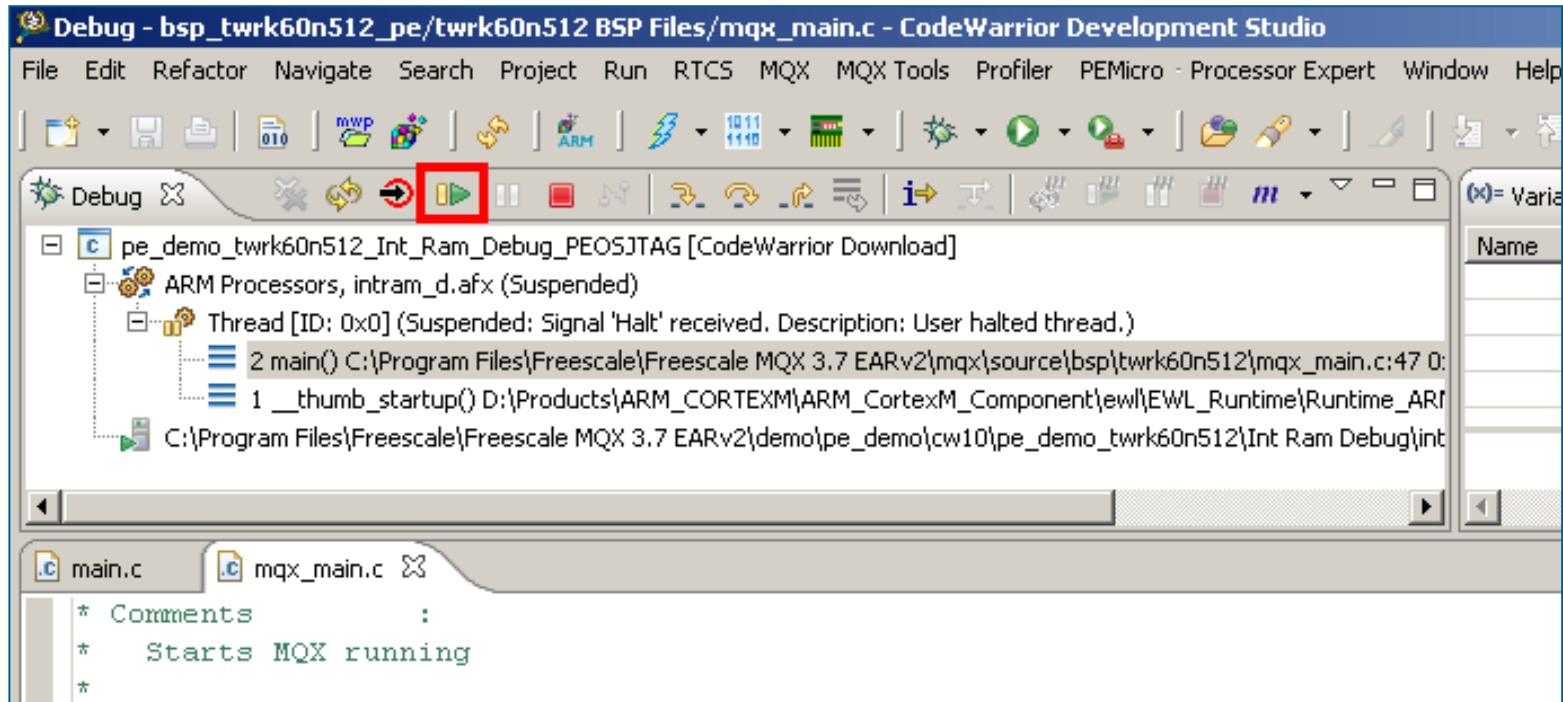 Debug - bsp_twrk60n512_pe/twrk60n512 BSP Files/mqx_main.c - CodeWarrior Development Studio
File Edit Refactor Navigate Search Project Run RTCS MQX MQX Tools Profiler PEMicro - Processor Expert Window Help
010 mwp ARM 1011 1110
Debug i m (x)= Varia
pe_demo_twrk60n512_Int_Ram_Debug_PEOSJTAG [CodeWarrior Download] Name
ARM Processors, intram_d.afx (Suspended)
Thread [ID: 0x0] (Suspended: Signal 'Halt' received. Description: User halted thread.)
2 main() C:\Program Files\Freescale\Freescale MQX 3.7 EARv2\mqx\source\bsp\twrk60n512\mqx_main.c:47 0:
1 __thumb_startup() D:\Products\ARM_CORTEXM\ARM_CortexM_Component\ewl\EWL_Runtime\Runtime_ARM
C:\Program Files\Freescale\Freescale MQX 3.7 EARv2\demo\pe_demo\cw10\pe_demo_twrk60n512\Int Ram Debug\int
.c main.c .c mqx_main.c
* Comments :
* Starts MQX running
*